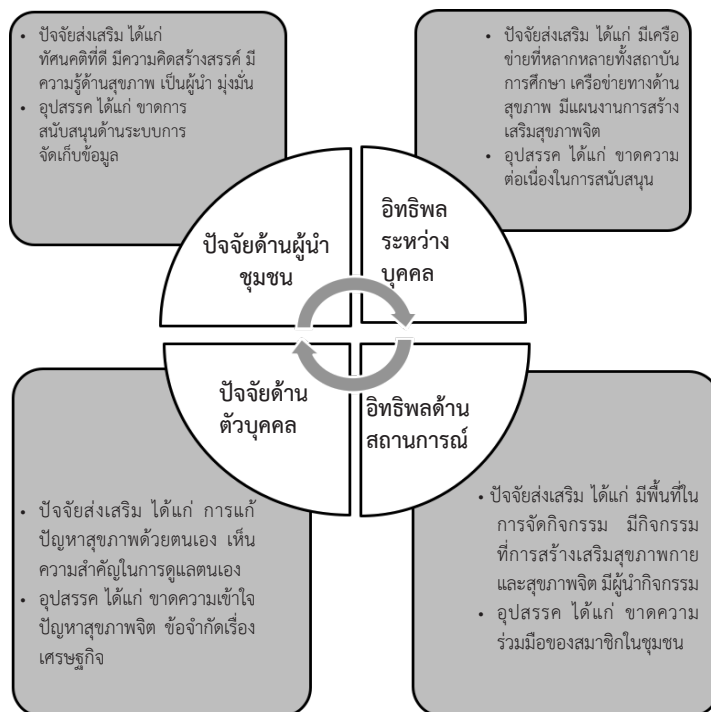 • ปัจจัยส่งเสริม ได้แก่
ทัศนคติที่ดี มีความคิดสร้างสรรค์ มี
ความรู้ด้านสุขภาพ เป็นผู้นำ มุ่งมั่น
• อุปสรรค ได้แก่ ขาดการ
สนับสนุนด้านระบบการ
จัดเก็บข้อมูล
• ปัจจัยส่งเสริม ได้แก่ มีเครือ
ข่ายที่หลากหลายทั้งสถาบัน
การศึกษา เครือข่ายทางด้าน
สุขภาพ มีแผนงานการสร้าง
เสริมสุขภาพจิต
• อุปสรรค ได้แก่ ขาดความ
ต่อเนื่องในการสนับสนุน
ปัจจัยด้านผู้นำ
ชุมชน
อิทธิพล
ระหว่าง
บุคคล
ปัจจัยด้าน
ตัวบุคคล
อิทธิพลด้าน
สถานการณ์
• ปัจจัยส่งเสริม ได้แก่ การแก้
ปัญหาสุขภาพด้วยตนเอง เห็น
ความสำคัญในการดูแลตนเอง
• อุปสรรค ได้แก่ ขาดความเข้าใจ
ปัญหาสุขภาพจิต ข้อจำกัดเรื่อง
เศรษฐกิจ
• ปัจจัยส่งเสริม ได้แก่ มีพื้นที่ใน
การจัดกิจกรรม มีกิจกรรม
ที่การสร้างเสริมสุขภาพกาย
และสุขภาพจิต มีผู้นำกิจกรรม
• อุปสรรค ได้แก่ ขาดความ
ร่วมมือของสมาชิกในชุมชน